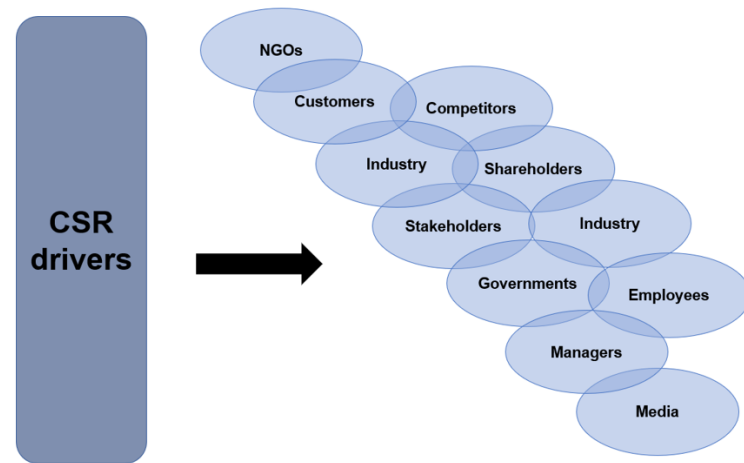 CSR
drivers
NGOs
Customers
Competitors
Industry
Shareholders
Stakeholders
Industry
Governments
Employees
Managers
Media